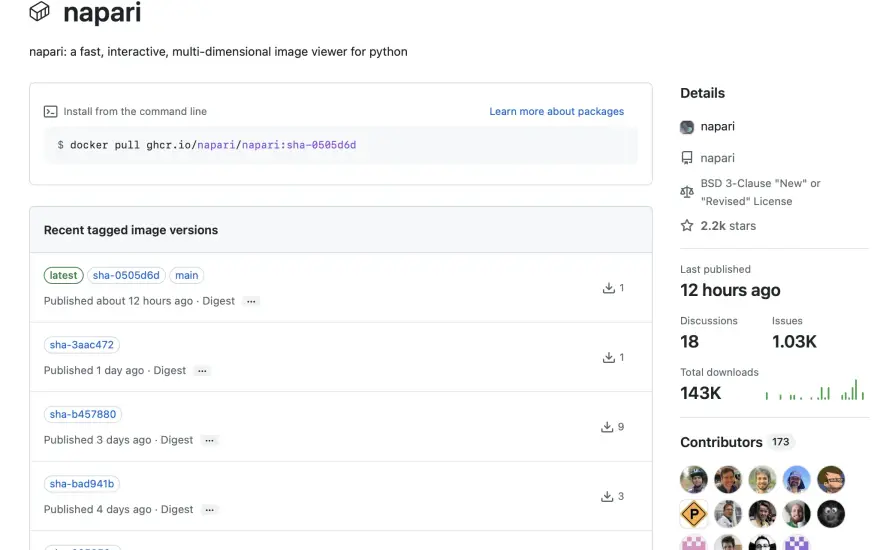 napari
napari: a fast, interactive, multi-dimensional image viewer for python
Install from the command line
Learn more about packages
$ docker pull ghcr.io/napari/napari:sha-0505d6d
Recent tagged image versions
latest sha-0505d6d main
Published about 12 hours ago · Digest ...
1
sha-3aac472
Published 1 day ago · Digest ...
1
sha-b457880
Published 3 days ago · Digest ...
9
sha-bad941b
Published 4 days ago · Digest ...
3
Details
napari
napari
BSD 3-Clause "New" or
"Revised" License
2.2k stars
Last published
12 hours ago
Discussions Issues
18 1.03K
Total downloads
143K
Contributors 173
P